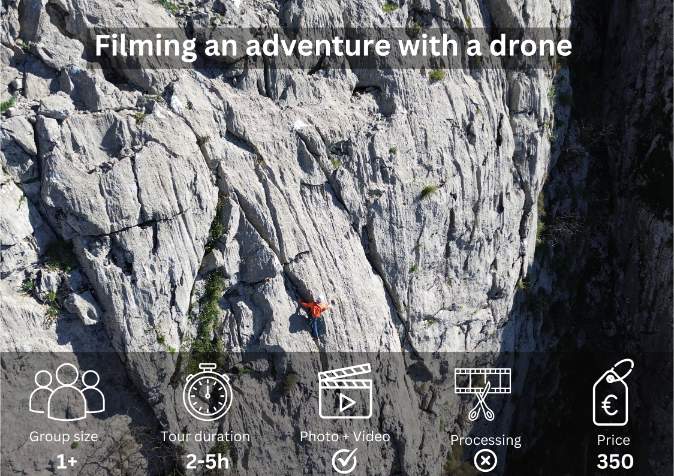 Filming an adventure with a drone
Group size
1+
Tour duration
2-5h
Photo + Video
Processing
€
Price
350